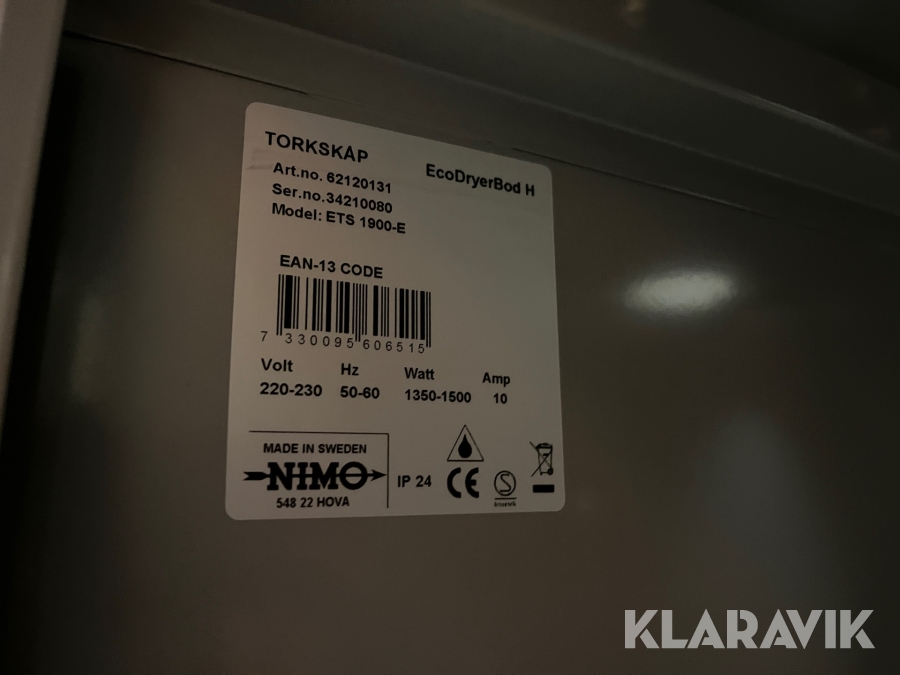 TORKSKÅP
EcoDryerBod H
Art.no. 62120131
Ser.no.34210080
Model: ETS 1900-E
EAN-13 CODE
7 330095 606515
Volt Hz Watt Amp
220-230 50-60 1350-1500 10
MADE IN SWEDEN
NIMO
548 22 HOVA
IP 24
CE
S
KLARAVIK